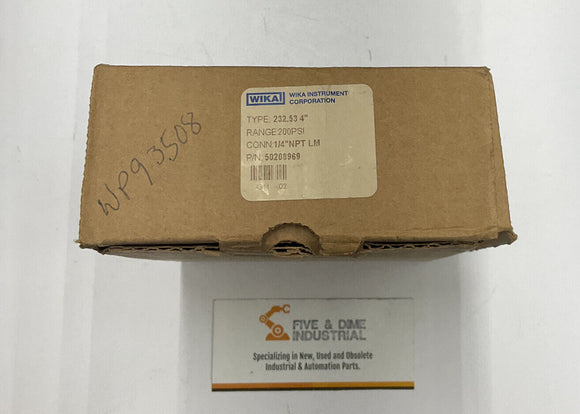 WP93508
WIKA
WIKA INSTRUMENT
CORPORATION
TYPE: 232.53 4"
RANGE:200PSI
CONN:1/4"NPT LM
P/N: 50208969
FIVE & DIME
INDUSTRIAL
Specializing in New, Used and Obsolete
Industrial & Automation Parts.